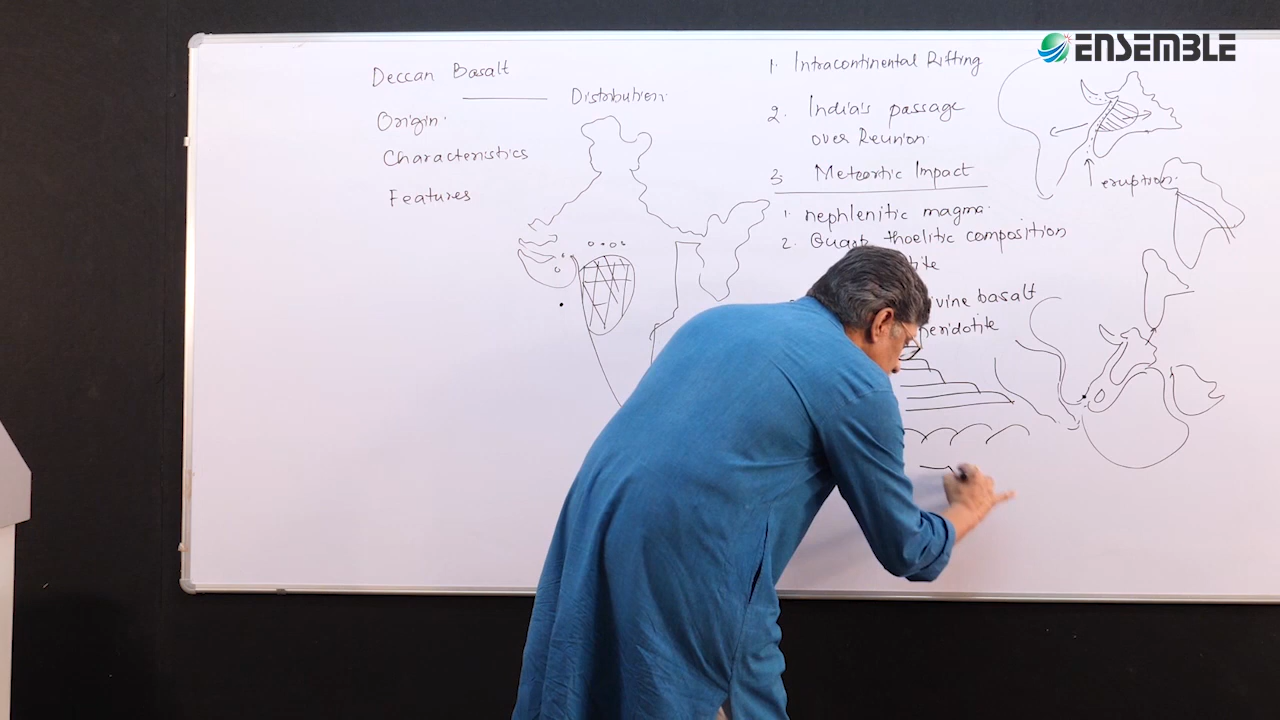 ENSEMBLE
Deccan Basalt
Distribution.
Origin.
Characteristics
Features
1. Intracontinental Rifting
2. India's passage
over Reunion.
3. Meteoritic Impact
eruption.
1. nephlenitic magma.
2. Quartz thoelitic composition
olivine basalt
peridotite